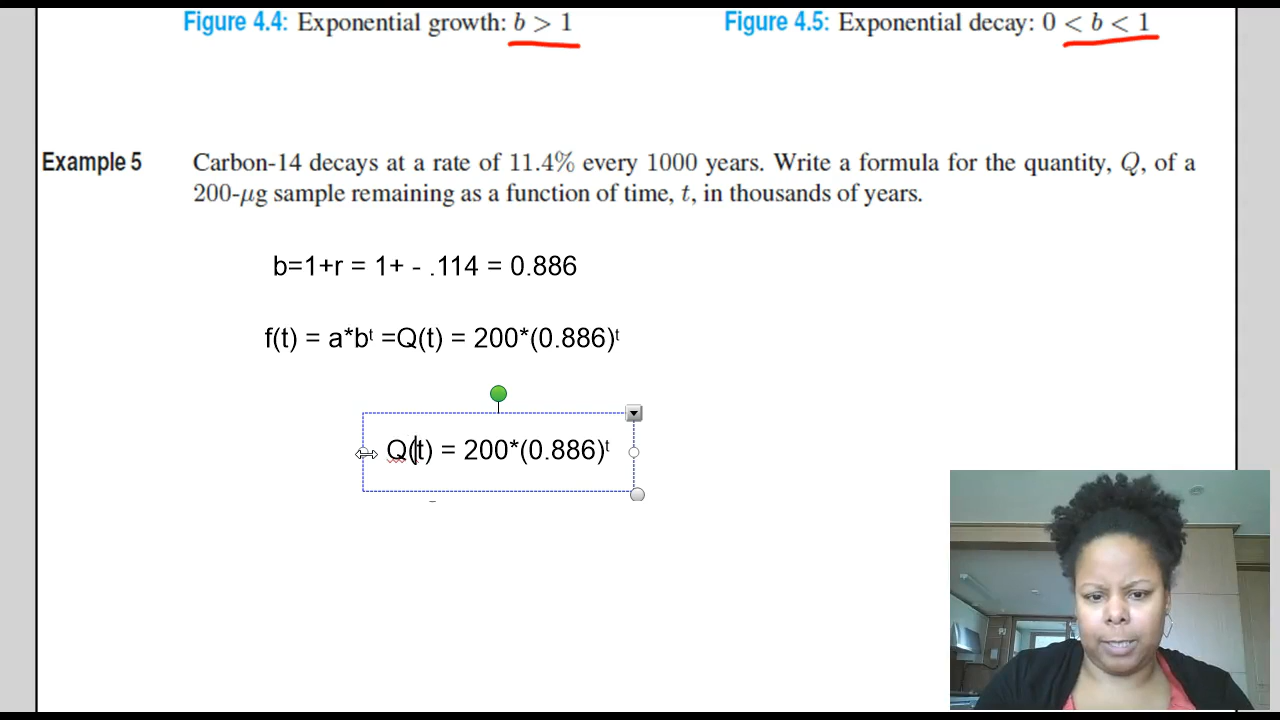 Figure 4.4: Exponential growth: b > 1
Figure 4.5: Exponential decay: 0 < b < 1
Example 5
Carbon-14 decays at a rate of 11.4% every 1000 years. Write a formula for the quantity, Q, of a
200-μg sample remaining as a function of time, t, in thousands of years.
b=1+r = 1+ - .114 = 0.886
f(t) = a*bᵗ =Q(t) = 200*(0.886)ᵗ
Q(t) = 200*(0.886)ᵗ